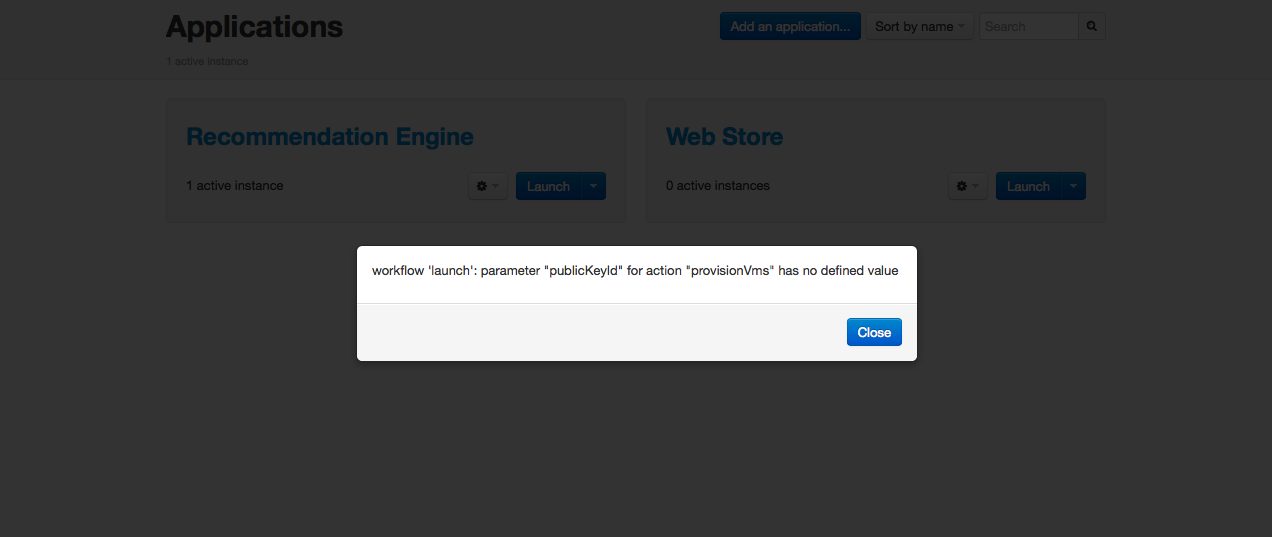 Applications
Add an application...
Sort by name
Search
1 active instance
Recommendation Engine
1 active instance
Launch
Web Store
0 active instances
Launch
workflow 'launch': parameter "publicKeyId" for action "provisionVms" has no defined value
Close